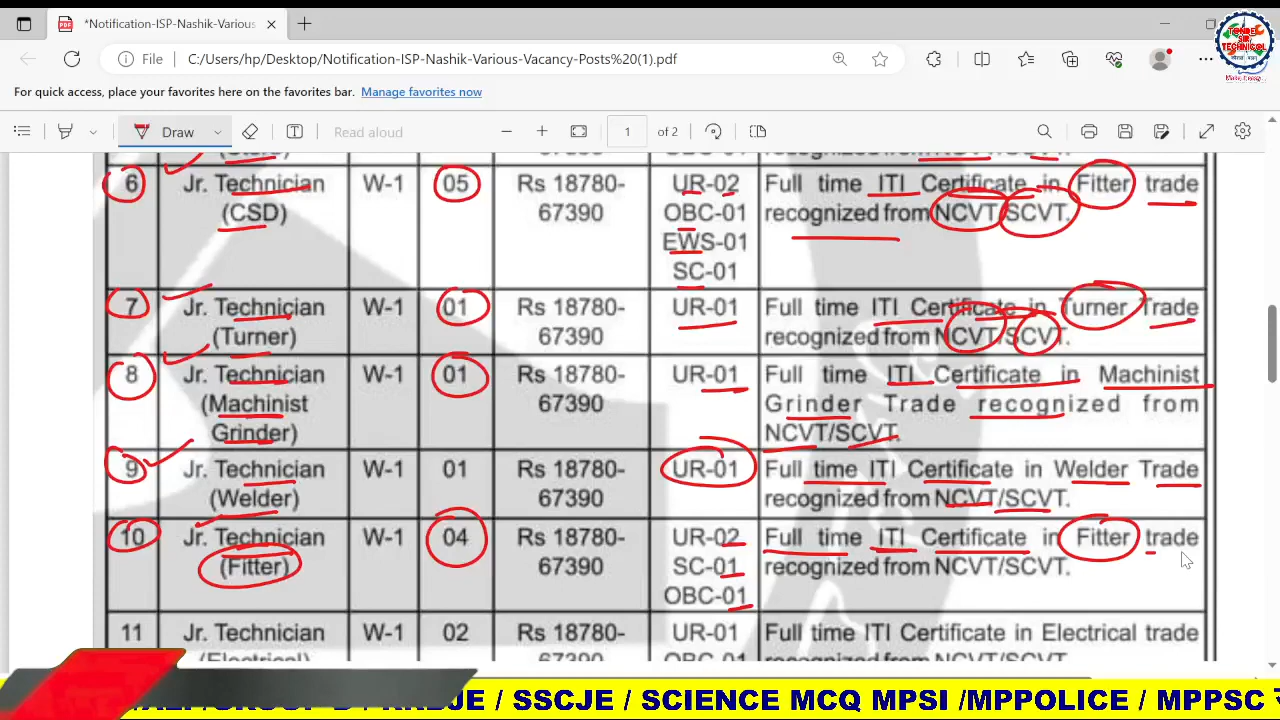 *Notification-ISP-Nashik-Various
File C:/Users/hp/Desktop/Notification-ISP-Nashik-Various-Vacancy-Posts%20(1).pdf
For quick access, place your favorites here on the favorites bar. Manage favorites now
Draw Read aloud 1 of 2
6 Jr. Technician W-1 05 Rs 18780- UR-02 Full time ITI Certificate in Fitter trade
(CSD) 67390 OBC-01 recognized from NCVT/SCVT.
EWS-01
SC-01
7 Jr. Technician W-1 01 Rs 18780- UR-01 Full time ITI Certificate in Turner Trade
(Turner) 67390 recognized from NCVT/SCVT.
8 Jr. Technician W-1 01 Rs 18780- UR-01 Full time ITI Certificate in Machinist
(Machinist 67390 Grinder Trade recognized from
Grinder) NCVT/SCVT.
9 Jr. Technician W-1 01 Rs 18780- UR-01 Full time ITI Certificate in Welder Trade
(Welder) 67390 recognized from NCVT/SCVT.
10 Jr. Technician W-1 04 Rs 18780- UR-02 Full time ITI Certificate in Fitter trade
(Fitter) 67390 SC-01 recognized from NCVT/SCVT.
OBC-01
11 Jr. Technician W-1 02 Rs 18780- UR-01 Full time ITI Certificate in Electrical trade
(Electrical) 67390
/ SSCJE / SCIENCE MCQ MPSI /MPPOLICE / MPPSC